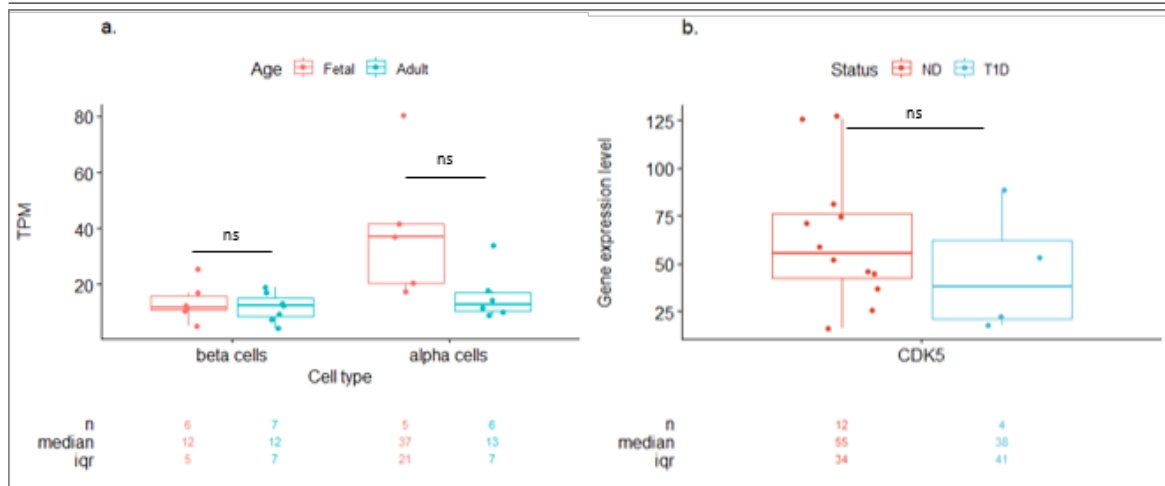 a.
Age Fetal Adult
TPM
80
60
40
20
ns
ns
beta cells alpha cells
Cell type
n 6 7 5 6
median 12 12 37 13
iqr 5 7 21 7
b.
Status ND T1D
Gene expression level
125
100
75
50
25
ns
CDK5
n 12 4
median 55 38
iqr 34 41